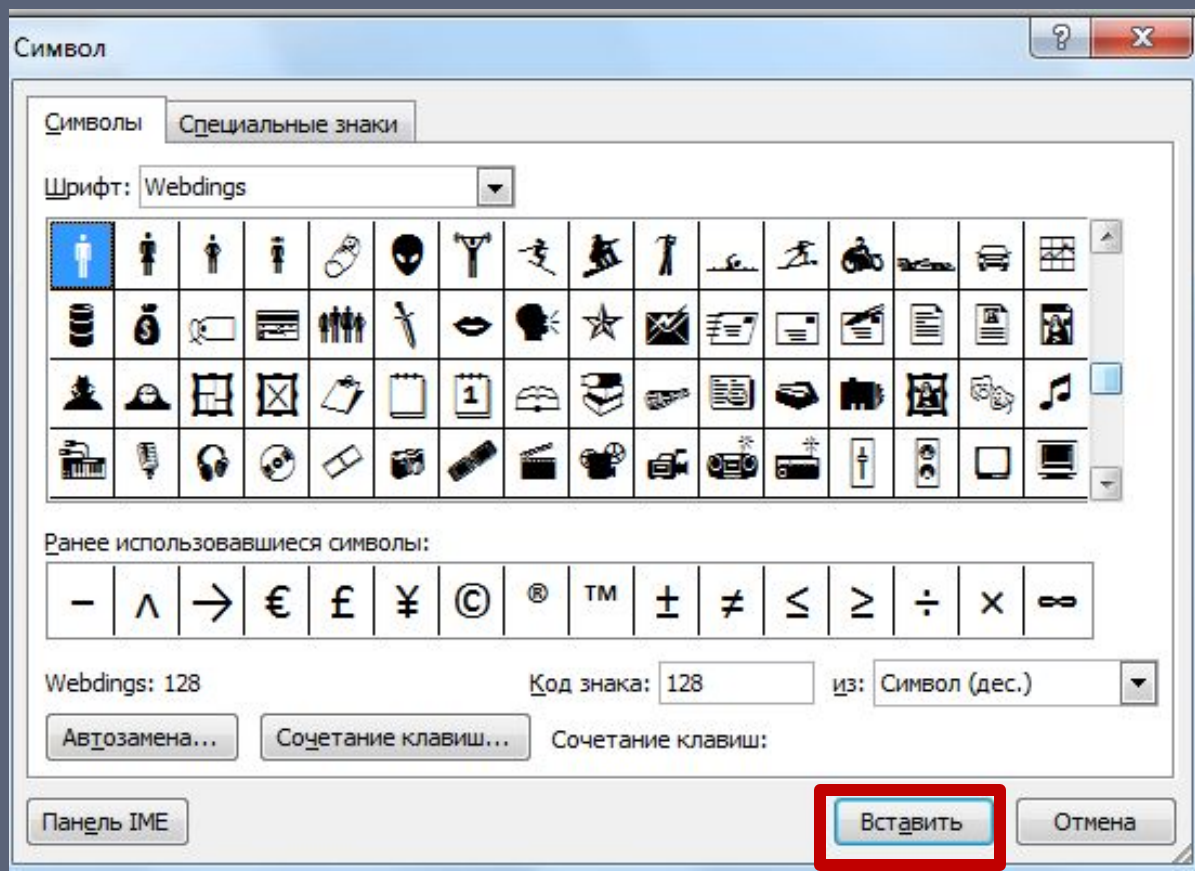 Символ
Символы Специальные знаки
Шрифт: Webdings
Ранее использовавшиеся символы:
− ʌ → € £ ¥ © ® ™ ± ≠ ≤ ≥ ÷ × ∞
Webdings: 128 Код знака: 128 из: Символ (дес.)
Автозамена... Сочетание клавиш... Сочетание клавиш:
Панель IME Вставить Отмена